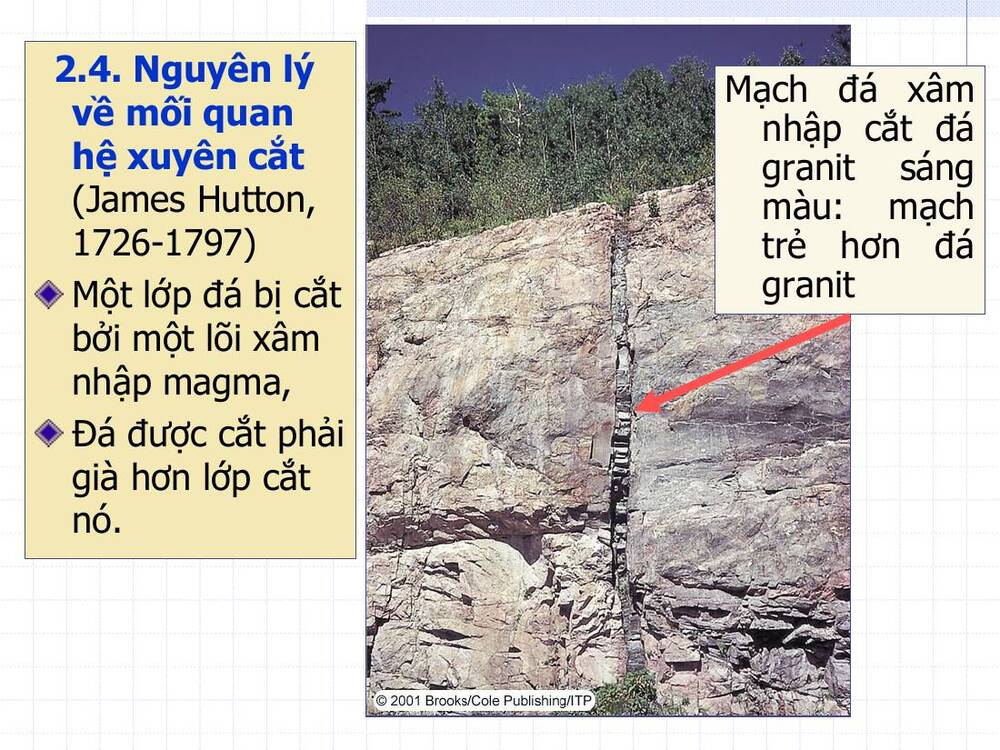 2.4. Nguyên lý
về mối quan
hệ xuyên cắt
(James Hutton,
1726-1797)
Một lớp đá bị cắt
bởi một lõi xâm
nhập magma,
Đá được cắt phải
già hơn lớp cắt
nó.
Mạch đá xâm
nhập cắt đá
granit sáng
màu: mạch
trẻ hơn đá
granit
© 2001 Brooks/Cole Publishing/ITP